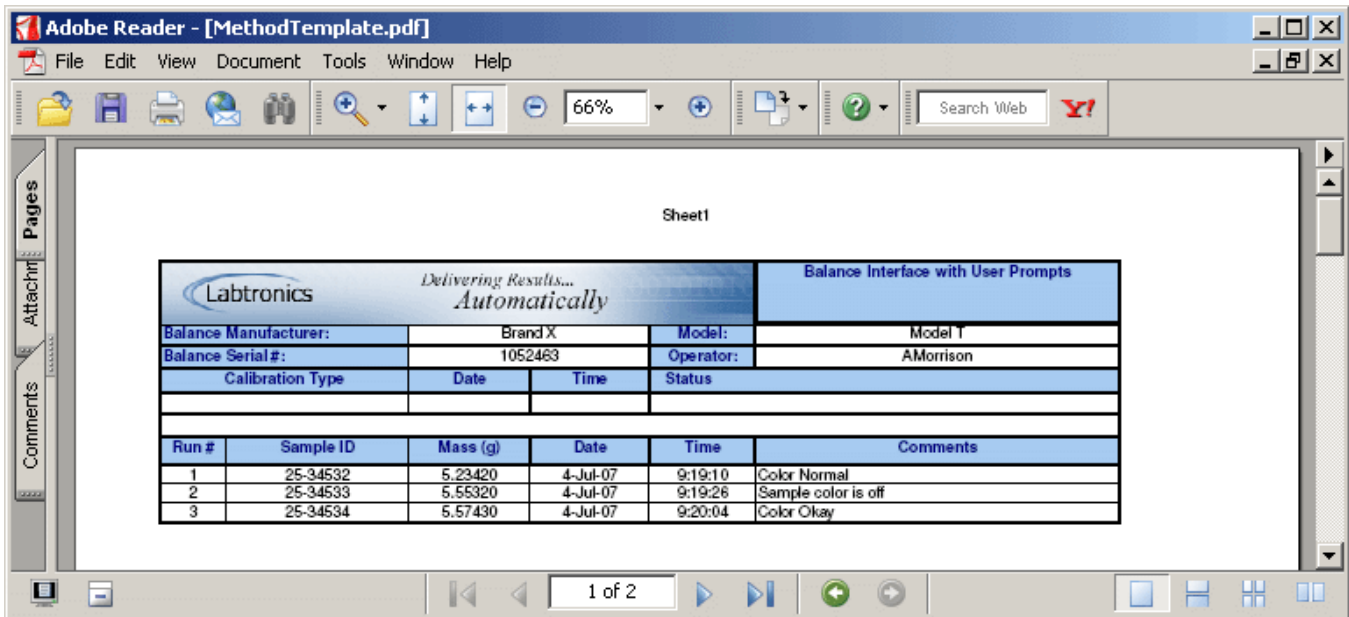 Adobe Reader - [MethodTemplate.pdf]
File Edit View Document Tools Window Help
66% Search Web Y!
Pages
Attachm
Comments
Sheet1
Labtronics Delivering Results... Balance Interface with User Prompts
Automatically
Balance Manufacturer: Brand X Model: Model T
Balance Serial#: 1052463 Operator: AMorrison
Calibration Type Date Time Status
Run # Sample ID Mass (g) Date Time Comments
1 25-34532 5.23420 4-Jul-07 9:19:10 Color Normal
2 25-34533 5.55320 4-Jul-07 9:19:26 Sample color is off
3 25-34534 5.57430 4-Jul-07 9:20:04 Color Okay
1 of 2